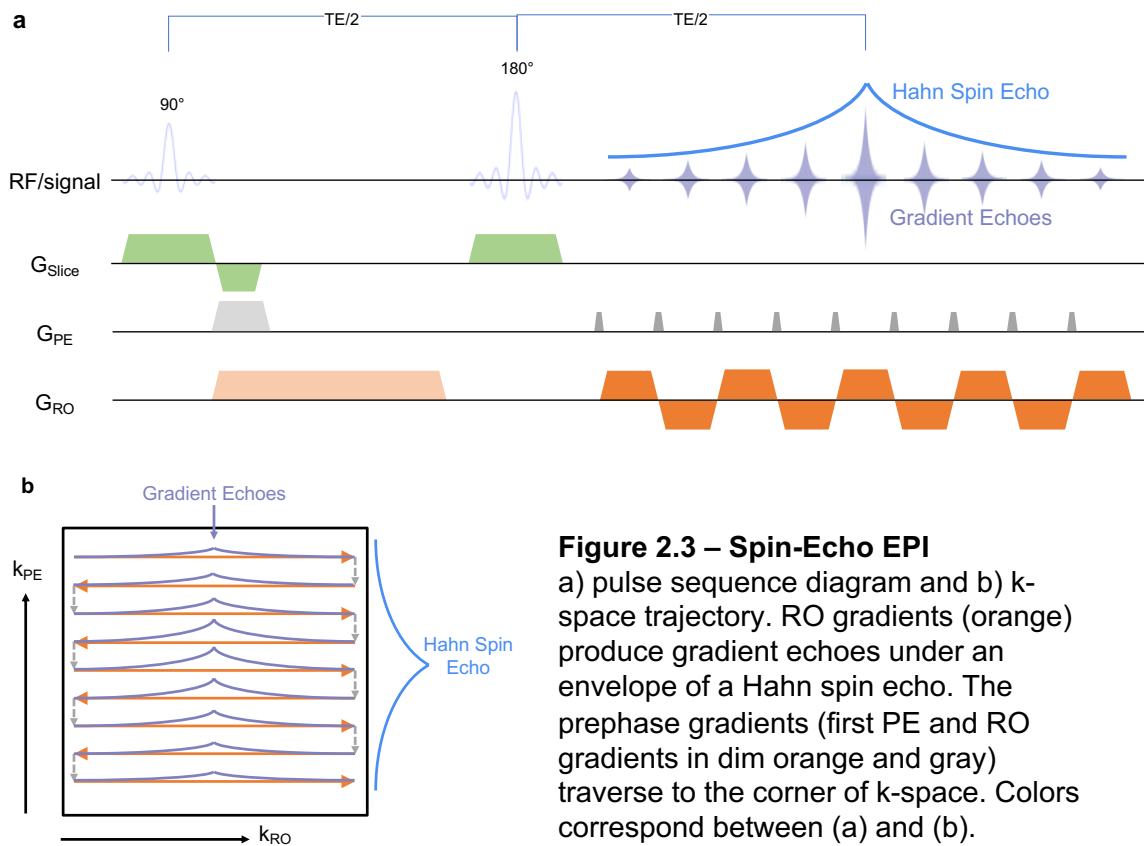 a
TE/2
TE/2
180°
90°
Hahn Spin Echo
RF/signal
Gradient Echoes
GSlice
GPE
GRO
b
Gradient Echoes
kPE
Hahn Spin
Echo
kRO
Figure 2.3 – Spin-Echo EPI
a) pulse sequence diagram and b) k-
space trajectory. RO gradients (orange)
produce gradient echoes under an
envelope of a Hahn spin echo. The
prephase gradients (first PE and RO
gradients in dim orange and gray)
traverse to the corner of k-space. Colors
correspond between (a) and (b).